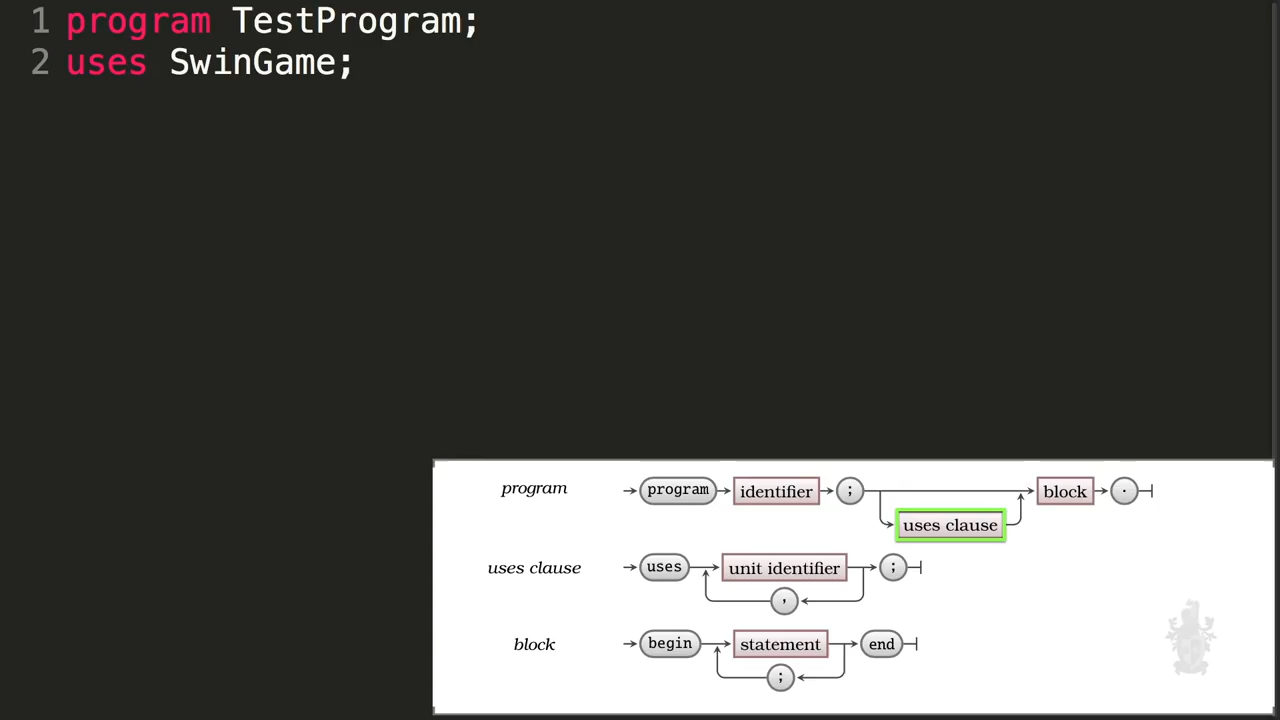 1 program TestProgram;
2 uses SwinGame;
program program identifier ; block .
uses clause
uses clause uses unit identifier ;
,
block begin statement end
;